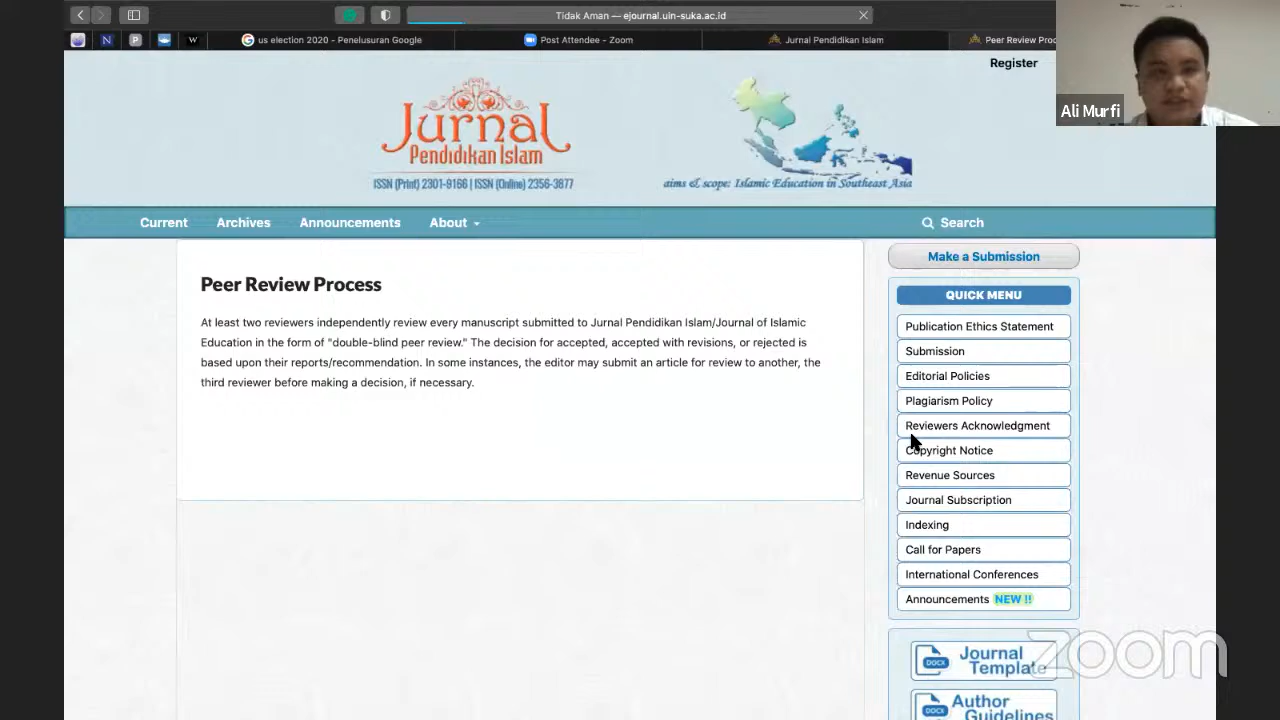 Tidak Aman — ejournal.uin-suka.ac.id
N
P
W
G us election 2020 - Penelusuran Google
Post Attendee - Zoom
Jurnal Pendidikan Islam
Peer Review Proc
Register
Ali Murfi
Jurnal
Pendidikan Islam
ISSN (Print) 2301-9166 | ISSN (Online) 2356-3877
aims & scope: Islamic Education in Southeast Asia
Current
Archives
Announcements
About
Search
Peer Review Process
At least two reviewers independently review every manuscript submitted to Jurnal Pendidikan Islam/Journal of Islamic
Education in the form of "double-blind peer review." The decision for accepted, accepted with revisions, or rejected is
based upon their reports/recommendation. In some instances, the editor may submit an article for review to another, the
third reviewer before making a decision, if necessary.
Make a Submission
QUICK MENU
Publication Ethics Statement
Submission
Editorial Policies
Plagiarism Policy
Reviewers Acknowledgment
Copyright Notice
Revenue Sources
Journal Subscription
Indexing
Call for Papers
International Conferences
Announcements NEW !!
DOCX
Journal
Template
DOCX
Author
Guidelines
zoom